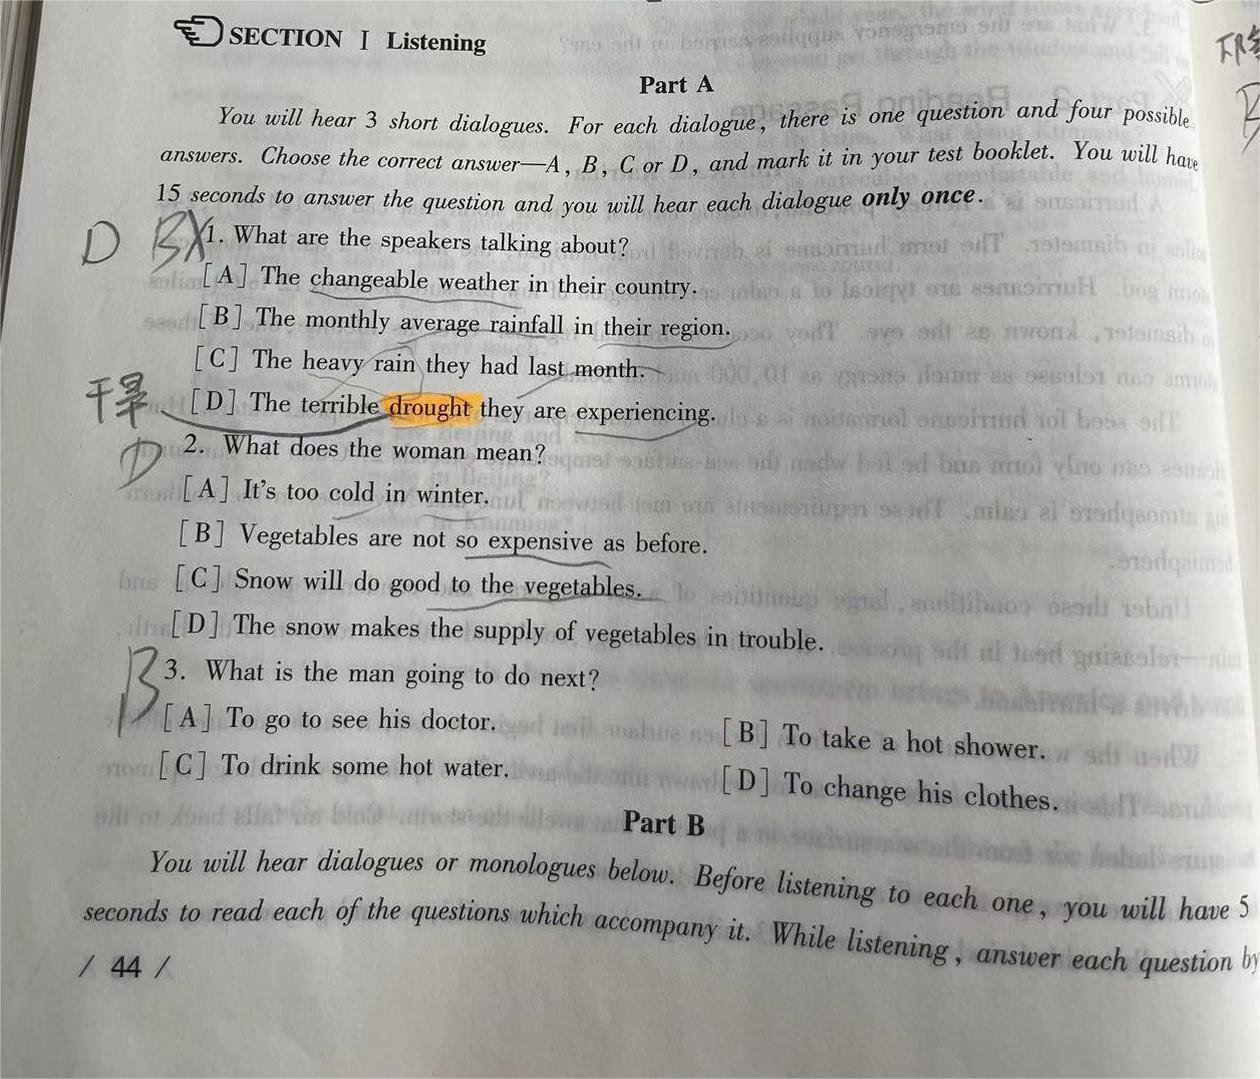 SECTION I Listening
Part A
You will hear 3 short dialogues. For each dialogue, there is one question and four possible
answers. Choose the correct answer—A, B, C or D, and mark it in your test booklet. You will have
15 seconds to answer the question and you will hear each dialogue only once.
D B X 1. What are the speakers talking about?
[A] The changeable weather in their country.
[B] The monthly average rainfall in their region.
[C] The heavy rain they had last month.
干旱 [D] The terrible drought they are experiencing.
D 2. What does the woman mean?
[A] It's too cold in winter.
[B] Vegetables are not so expensive as before.
[C] Snow will do good to the vegetables.
[D] The snow makes the supply of vegetables in trouble.
B 3. What is the man going to do next?
[A] To go to see his doctor. [B] To take a hot shower.
[C] To drink some hot water. [D] To change his clothes.
Part B
You will hear dialogues or monologues below. Before listening to each one, you will have 5
seconds to read each of the questions which accompany it. While listening, answer each question by
/ 44 /